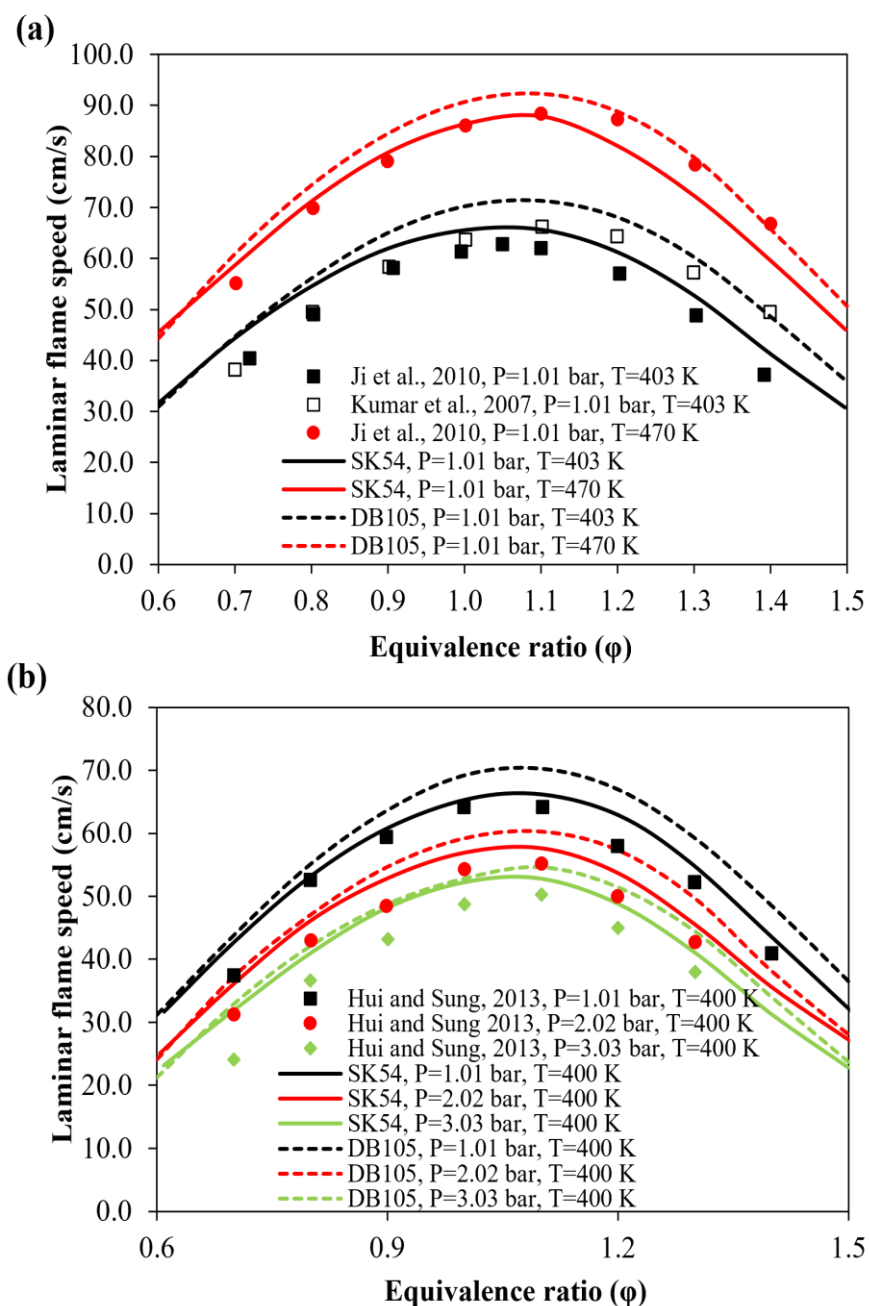 (a)
Laminar flame speed (cm/s)
100.0
90.0
80.0
70.0
60.0
50.0
40.0
30.0
20.0
10.0
0.0
Ji et al., 2010, P=1.01 bar, T=403 K
Kumar et al., 2007, P=1.01 bar, T=403 K
Ji et al., 2010, P=1.01 bar, T=470 K
SK54, P=1.01 bar, T=403 K
SK54, P=1.01 bar, T=470 K
DB105, P=1.01 bar, T=403 K
DB105, P=1.01 bar, T=470 K
0.6 0.7 0.8 0.9 1.0 1.1 1.2 1.3 1.4 1.5
Equivalence ratio (φ)
(b)
Laminar flame speed (cm/s)
80.0
70.0
60.0
50.0
40.0
30.0
20.0
10.0
0.0
Hui and Sung, 2013, P=1.01 bar, T=400 K
Hui and Sung 2013, P=2.02 bar, T=400 K
Hui and Sung, 2013, P=3.03 bar, T=400 K
SK54, P=1.01 bar, T=400 K
SK54, P=2.02 bar, T=400 K
SK54, P=3.03 bar, T=400 K
DB105, P=1.01 bar, T=400 K
DB105, P=2.02 bar, T=400 K
DB105, P=3.03 bar, T=400 K
0.6 0.9 1.2 1.5
Equivalence ratio (φ)